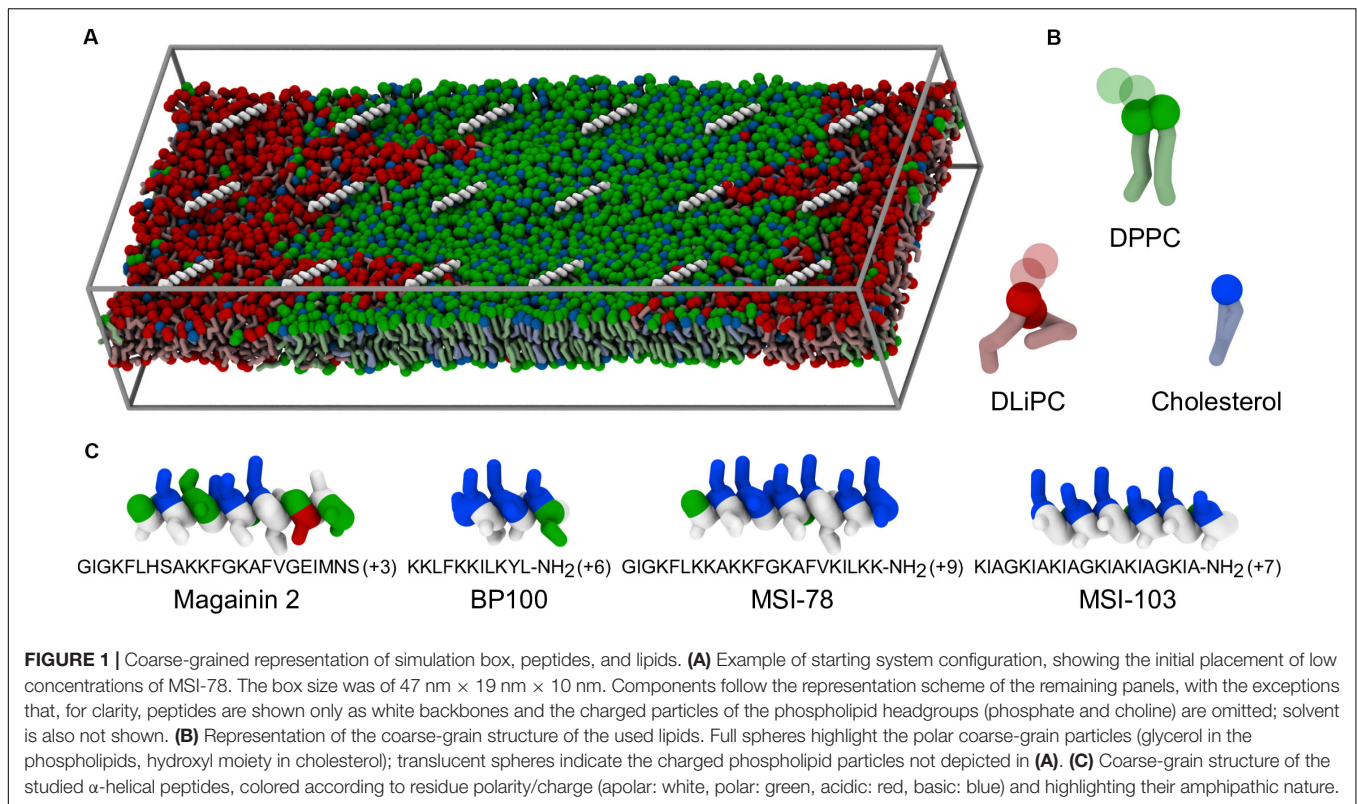 A
B
DPPC
DLiPC
Cholesterol
C
GIGKFLHSAKKFGKAFVGEIMNS (+3)
KKLFKKILKYL-NH₂ (+6)
GIGKFLKKAKKFGKAFVKILKK-NH₂ (+9)
KIAGKIAKIAGKIAKIAGKIA-NH₂ (+7)
Magainin 2
BP100
MSI-78
MSI-103
FIGURE 1 | Coarse-grained representation of simulation box, peptides, and lipids. (A) Example of starting system configuration, showing the initial placement of low
concentrations of MSI-78. The box size was of 47 nm × 19 nm × 10 nm. Components follow the representation scheme of the remaining panels, with the exceptions
that, for clarity, peptides are shown only as white backbones and the charged particles of the phospholipid headgroups (phosphate and choline) are omitted; solvent
is also not shown. (B) Representation of the coarse-grain structure of the used lipids. Full spheres highlight the polar coarse-grain particles (glycerol in the
phospholipids, hydroxyl moiety in cholesterol); translucent spheres indicate the charged phospholipid particles not depicted in (A). (C) Coarse-grain structure of the
studied α-helical peptides, colored according to residue polarity/charge (apolar: white, polar: green, acidic: red, basic: blue) and highlighting their amphipathic nature.